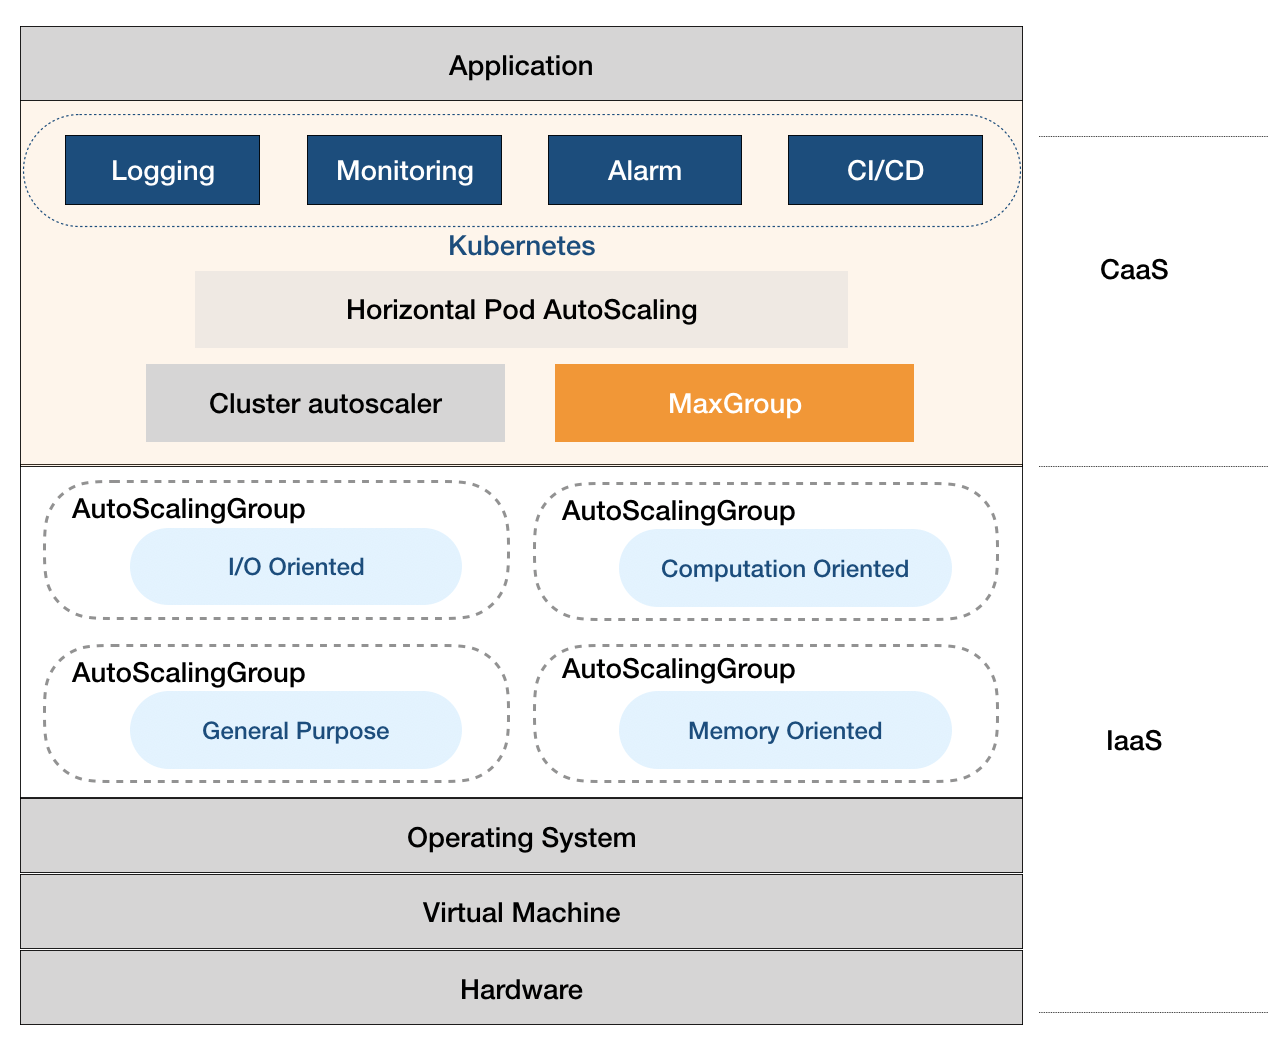 Application
Logging
Monitoring
Alarm
CI/CD
Kubernetes
Horizontal Pod AutoScaling
Cluster autoscaler
MaxGroup
CaaS
AutoScalingGroup
I/O Oriented
AutoScalingGroup
Computation Oriented
AutoScalingGroup
General Purpose
AutoScalingGroup
Memory Oriented
IaaS
Operating System
Virtual Machine
Hardware